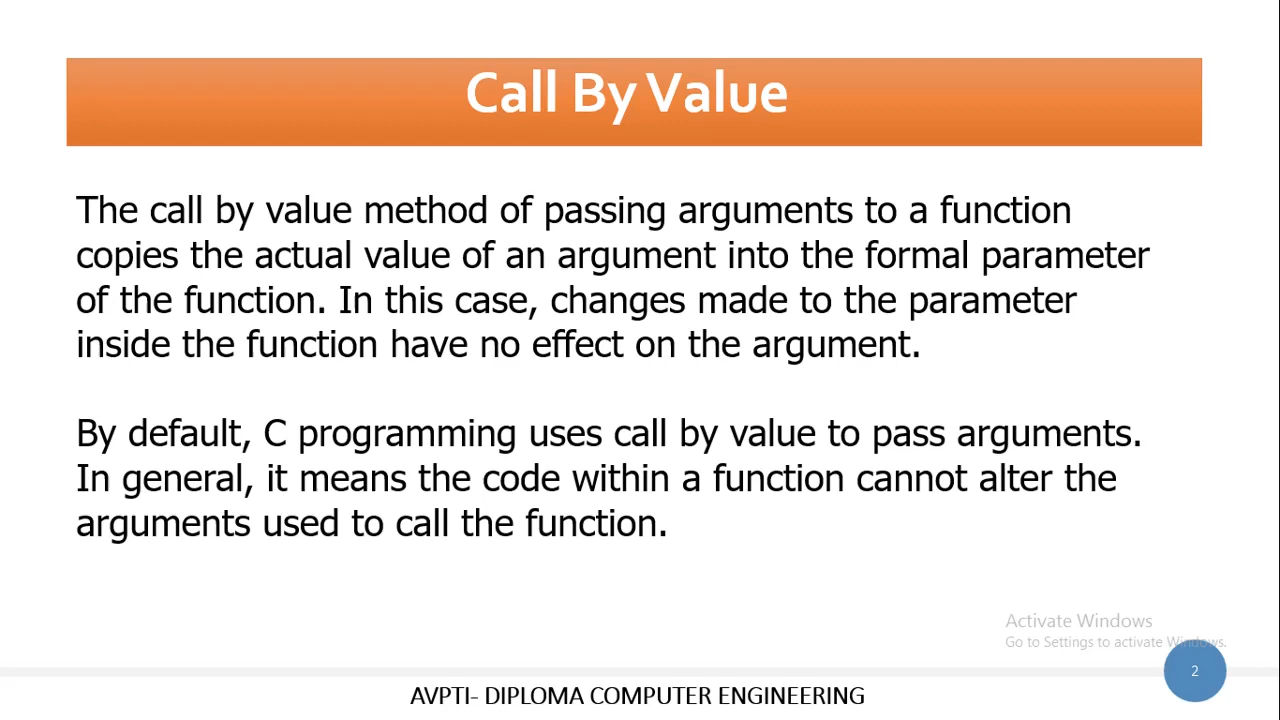 Call By Value
The call by value method of passing arguments to a function
copies the actual value of an argument into the formal parameter
of the function. In this case, changes made to the parameter
inside the function have no effect on the argument.
By default, C programming uses call by value to pass arguments.
In general, it means the code within a function cannot alter the
arguments used to call the function.
Activate Windows
Go to Settings to activate Windows.
2
AVPTI- DIPLOMA COMPUTER ENGINEERING